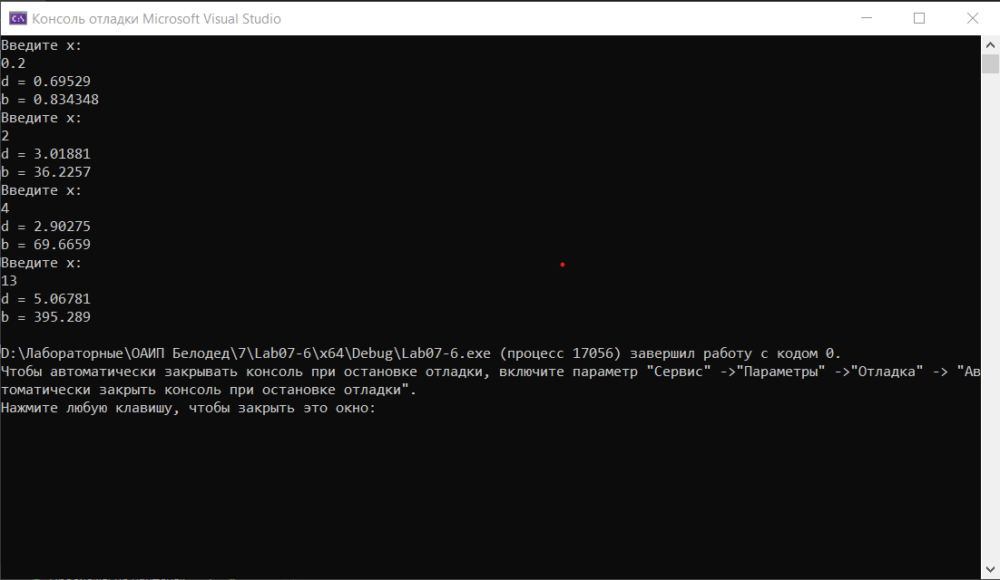 Консоль отладки Microsoft Visual Studio
Введите x:
0.2
d = 0.69529
b = 0.834348
Введите x:
2
d = 3.01881
b = 36.2257
Введите x:
4
d = 2.90275
b = 69.6659
Введите x:
13
d = 5.06781
b = 395.289
D:\Лабораторные\ОАИП Белодед\7\Lab07-6\x64\Debug\Lab07-6.exe (процесс 17056) завершил работу с кодом 0.
Чтобы автоматически закрывать консоль при остановке отладки, включите параметр "Сервис" ->"Параметры" ->"Отладка" -> "Ав
томатически закрыть консоль при остановке отладки".
Нажмите любую клавишу, чтобы закрыть это окно: